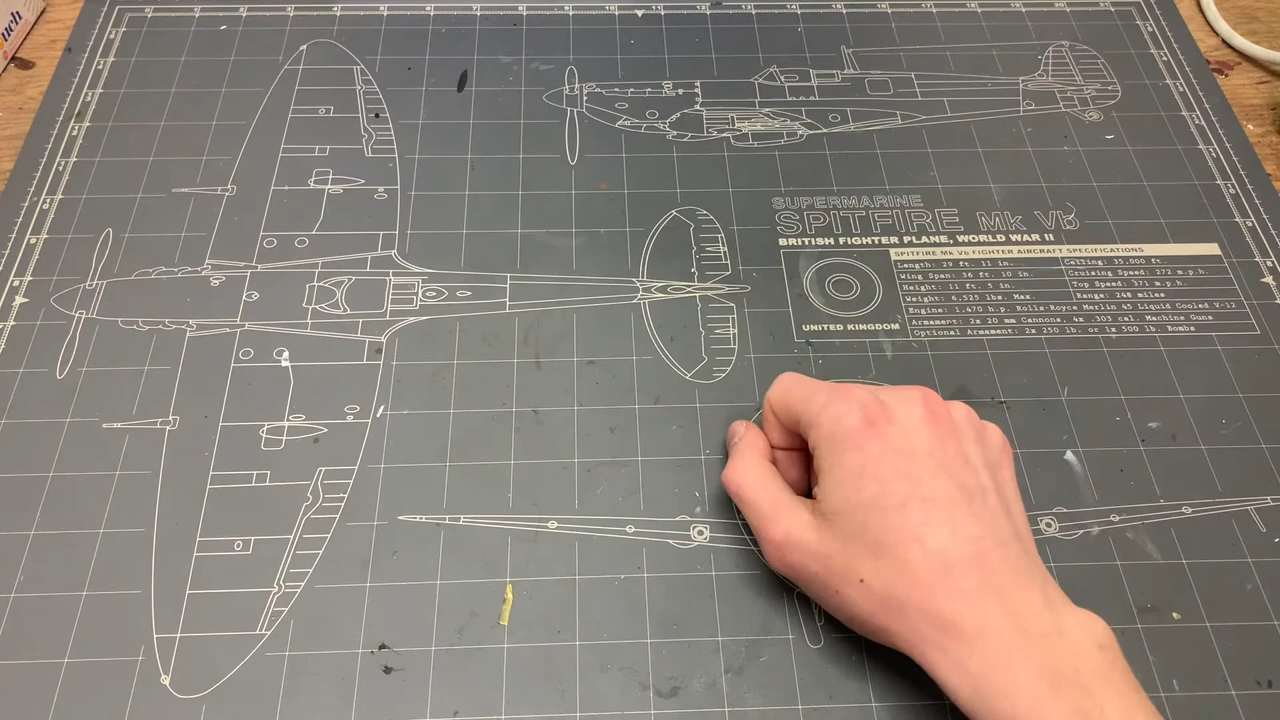 nch
SUPERMARINE
SPITFIRE Mk Vb
BRITISH FIGHTER PLANE, WORLD WAR II
SPITFIRE Mk Vb FIGHTER AIRCRAFT SPECIFICATIONS
Length: 29 ft. 11 in. Ceiling: 35,000 ft.
Wing Span: 36 ft. 10 in. Cruising Speed: 272 m.p.h.
Height: 11 ft. 5 in. Top Speed: 371 m.p.h.
Weight: 6,525 lbs. Max. Range: 248 miles
Engine: 1,470 h.p. Rolls-Royce Merlin 45 Liquid Cooled V-12
Armament: 2x 20 mm Cannons, 4x .303 cal. Machine Guns
Optional Armament: 2x 250 lb. or 1x 500 lb. Bombs
UNITED KINGDOM